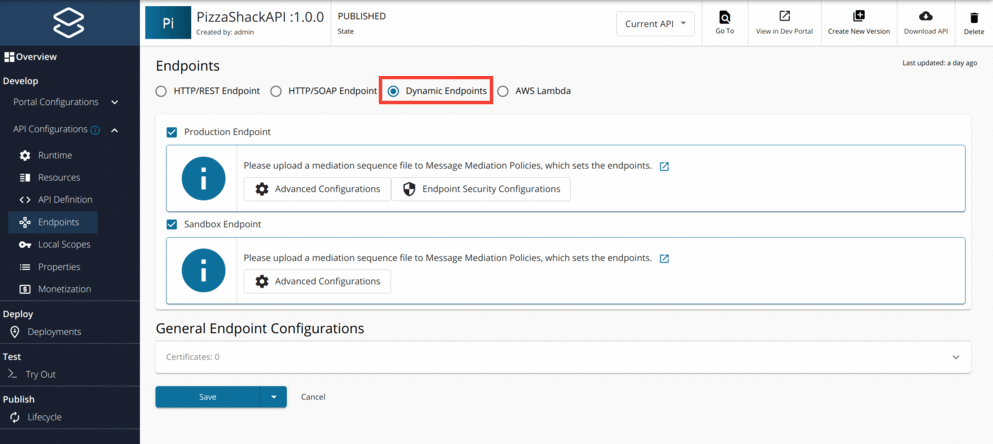 Pi
PizzaShackAPI :1.0.0
Created by: admin
PUBLISHED
State
Current API
Go To
View in Dev Portal
Create New Version
Download API
Delete
Overview
Develop
Portal Configurations
API Configurations
Runtime
Resources
API Definition
Endpoints
Local Scopes
Properties
Monetization
Deploy
Deployments
Test
Try Out
Publish
Lifecycle
Endpoints
Last updated: a day ago
HTTP/REST Endpoint
HTTP/SOAP Endpoint
Dynamic Endpoints
AWS Lambda
Production Endpoint
Please upload a mediation sequence file to Message Mediation Policies, which sets the endpoints.
Advanced Configurations
Endpoint Security Configurations
Sandbox Endpoint
Please upload a mediation sequence file to Message Mediation Policies, which sets the endpoints.
Advanced Configurations
General Endpoint Configurations
Certificates: 0
Save
Cancel